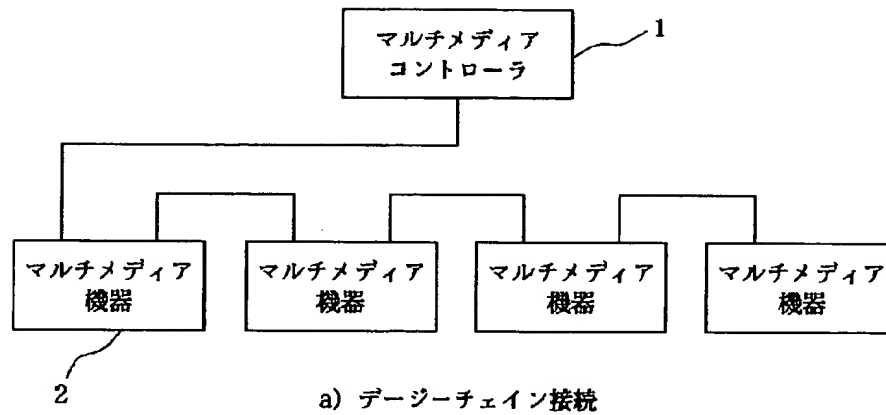 マルチメディア
コントローラ
1
マルチメディア
機器
マルチメディア
機器
マルチメディア
機器
マルチメディア
機器
2
a) デージーチェイン接続